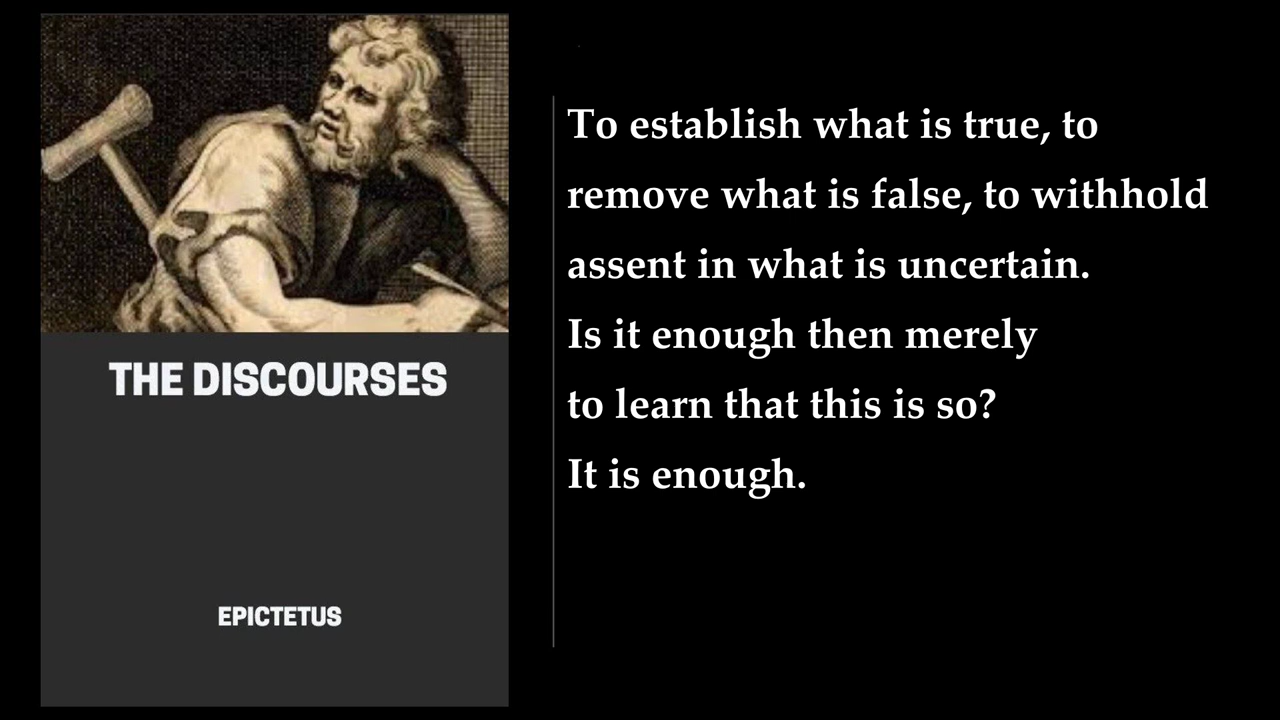 THE DISCOURSES
EPICTETUS
To establish what is true, to
remove what is false, to withhold
assent in what is uncertain.
Is it enough then merely
to learn that this is so?
It is enough.